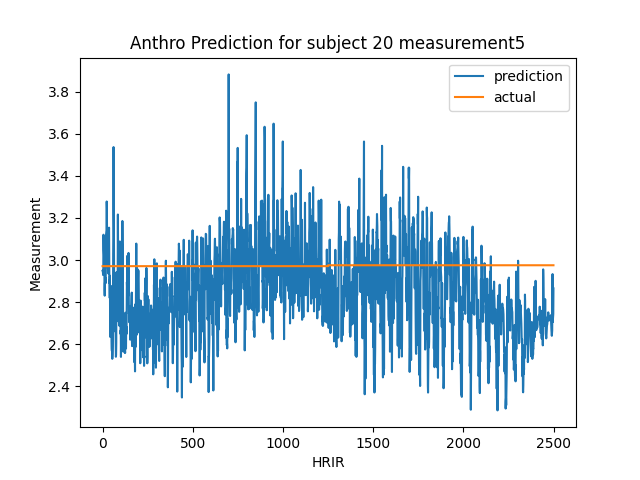 Anthro Prediction for subject 20 measurement5
prediction
actual
3.8
3.6
3.4
3.2
3.0
2.8
2.6
2.4
Measurement
0 500 1000 1500 2000 2500
HRIR